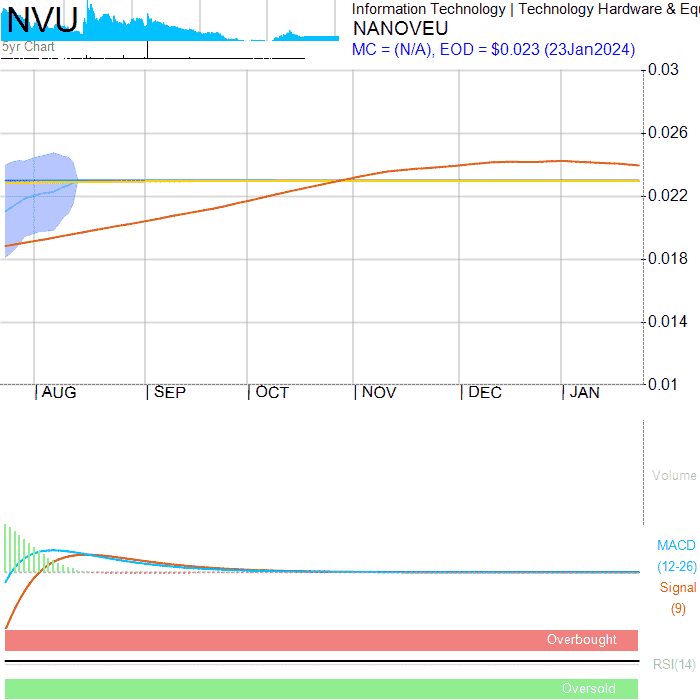 NVU
5yr Chart
Information Technology | Technology Hardware & Equ
NANOVEU
MC = (N/A), EOD = $0.023 (23Jan2024)
0.03
0.026
0.022
0.018
0.014
0.01
AUG SEP OCT NOV DEC JAN
Volume
MACD
(12-26)
Signal
(9)
Overbought
RSI(14)
Oversold